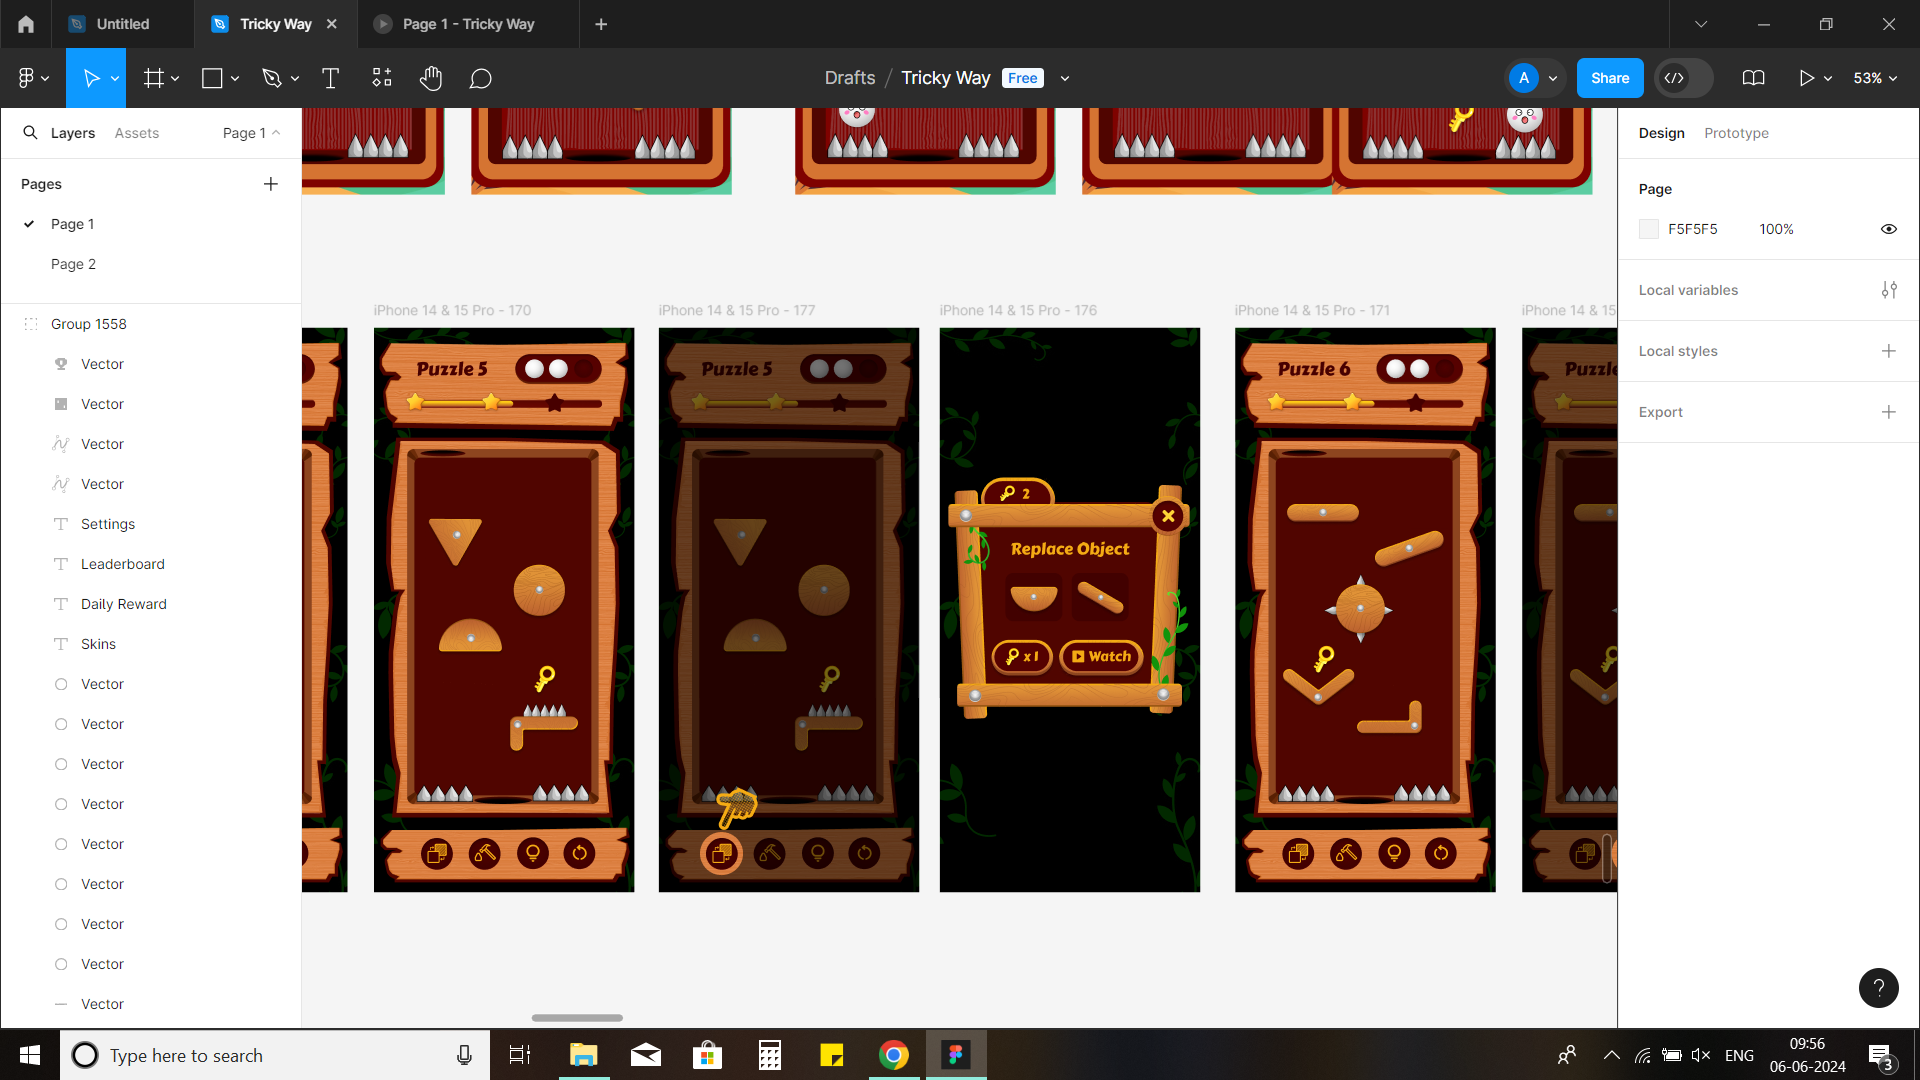 Untitled
Tricky Way
Page 1 - Tricky Way
Drafts / Tricky Way Free
A
Share
53%
Layers Assets Page 1
Pages
Page 1
Page 2
Group 1558
Vector
Vector
Vector
Vector
Settings
Leaderboard
Daily Reward
Skins
Vector
Vector
Vector
Vector
Vector
Vector
Vector
Vector
Vector
iPhone 14 & 15 Pro - 170
iPhone 14 & 15 Pro - 177
iPhone 14 & 15 Pro - 176
iPhone 14 & 15 Pro - 171
iPhone 14 & 15
Puzzle 5
Puzzle 5
2
Replace Object
x 1
Watch
Puzzle 6
Puzzle
Design Prototype
Page
F5F5F5 100%
Local variables
Local styles
Export
?
Type here to search
ENG
09:56
06-06-2024
3